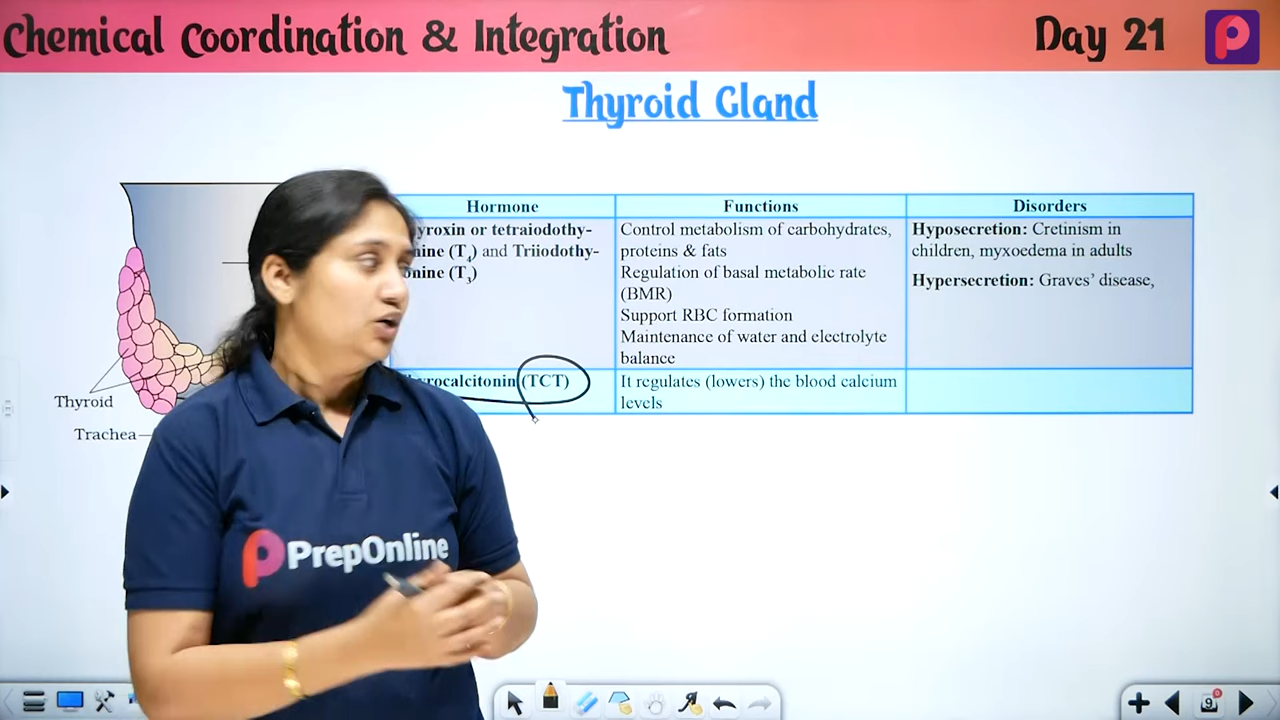 Chemical Coordination & Integration
Day 21
Thyroid Gland
Thyroid
Trachea
Hormone
Functions
Disorders
tetraiodothy-
(T4) and Triiodothy-
(T3)
Control metabolism of carbohydrates,
proteins & fats
Regulation of basal metabolic rate
(BMR)
Support RBC formation
Maintenance of water and electrolyte
balance
Hyposecretion: Cretinism in
children, myxoedema in adults
Hypersecretion: Graves’ disease,
(TCT)
It regulates (lowers) the blood calcium
levels
PrepOnline
9